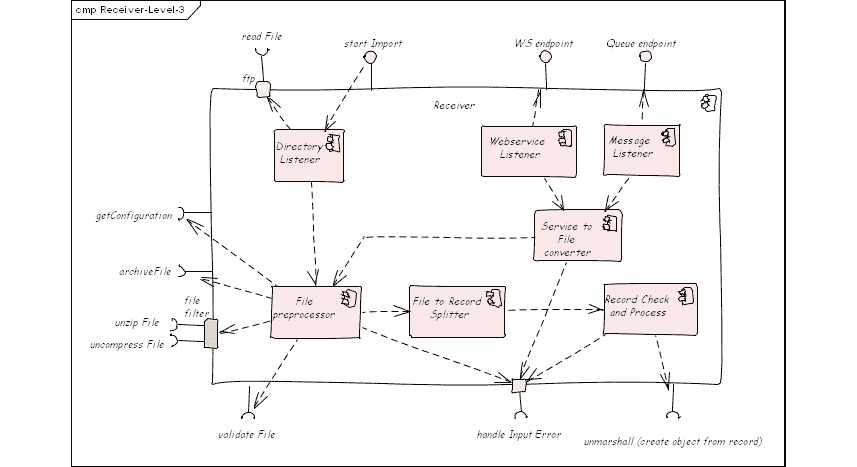 cmp Receiver-Level-3
read File
start Import
WS endpoint
Queue endpoint
ftp
Receiver
Directory
Listener
Webservice
Listener
Message
Listener
getConfiguration
Service to
File
converter
archiveFile
file
filter
unzip File
uncompress File
File
preprocessor
File to Record
Splitter
Record Check
and Process
validate File
handle Input Error
unmarshall (create object from record)